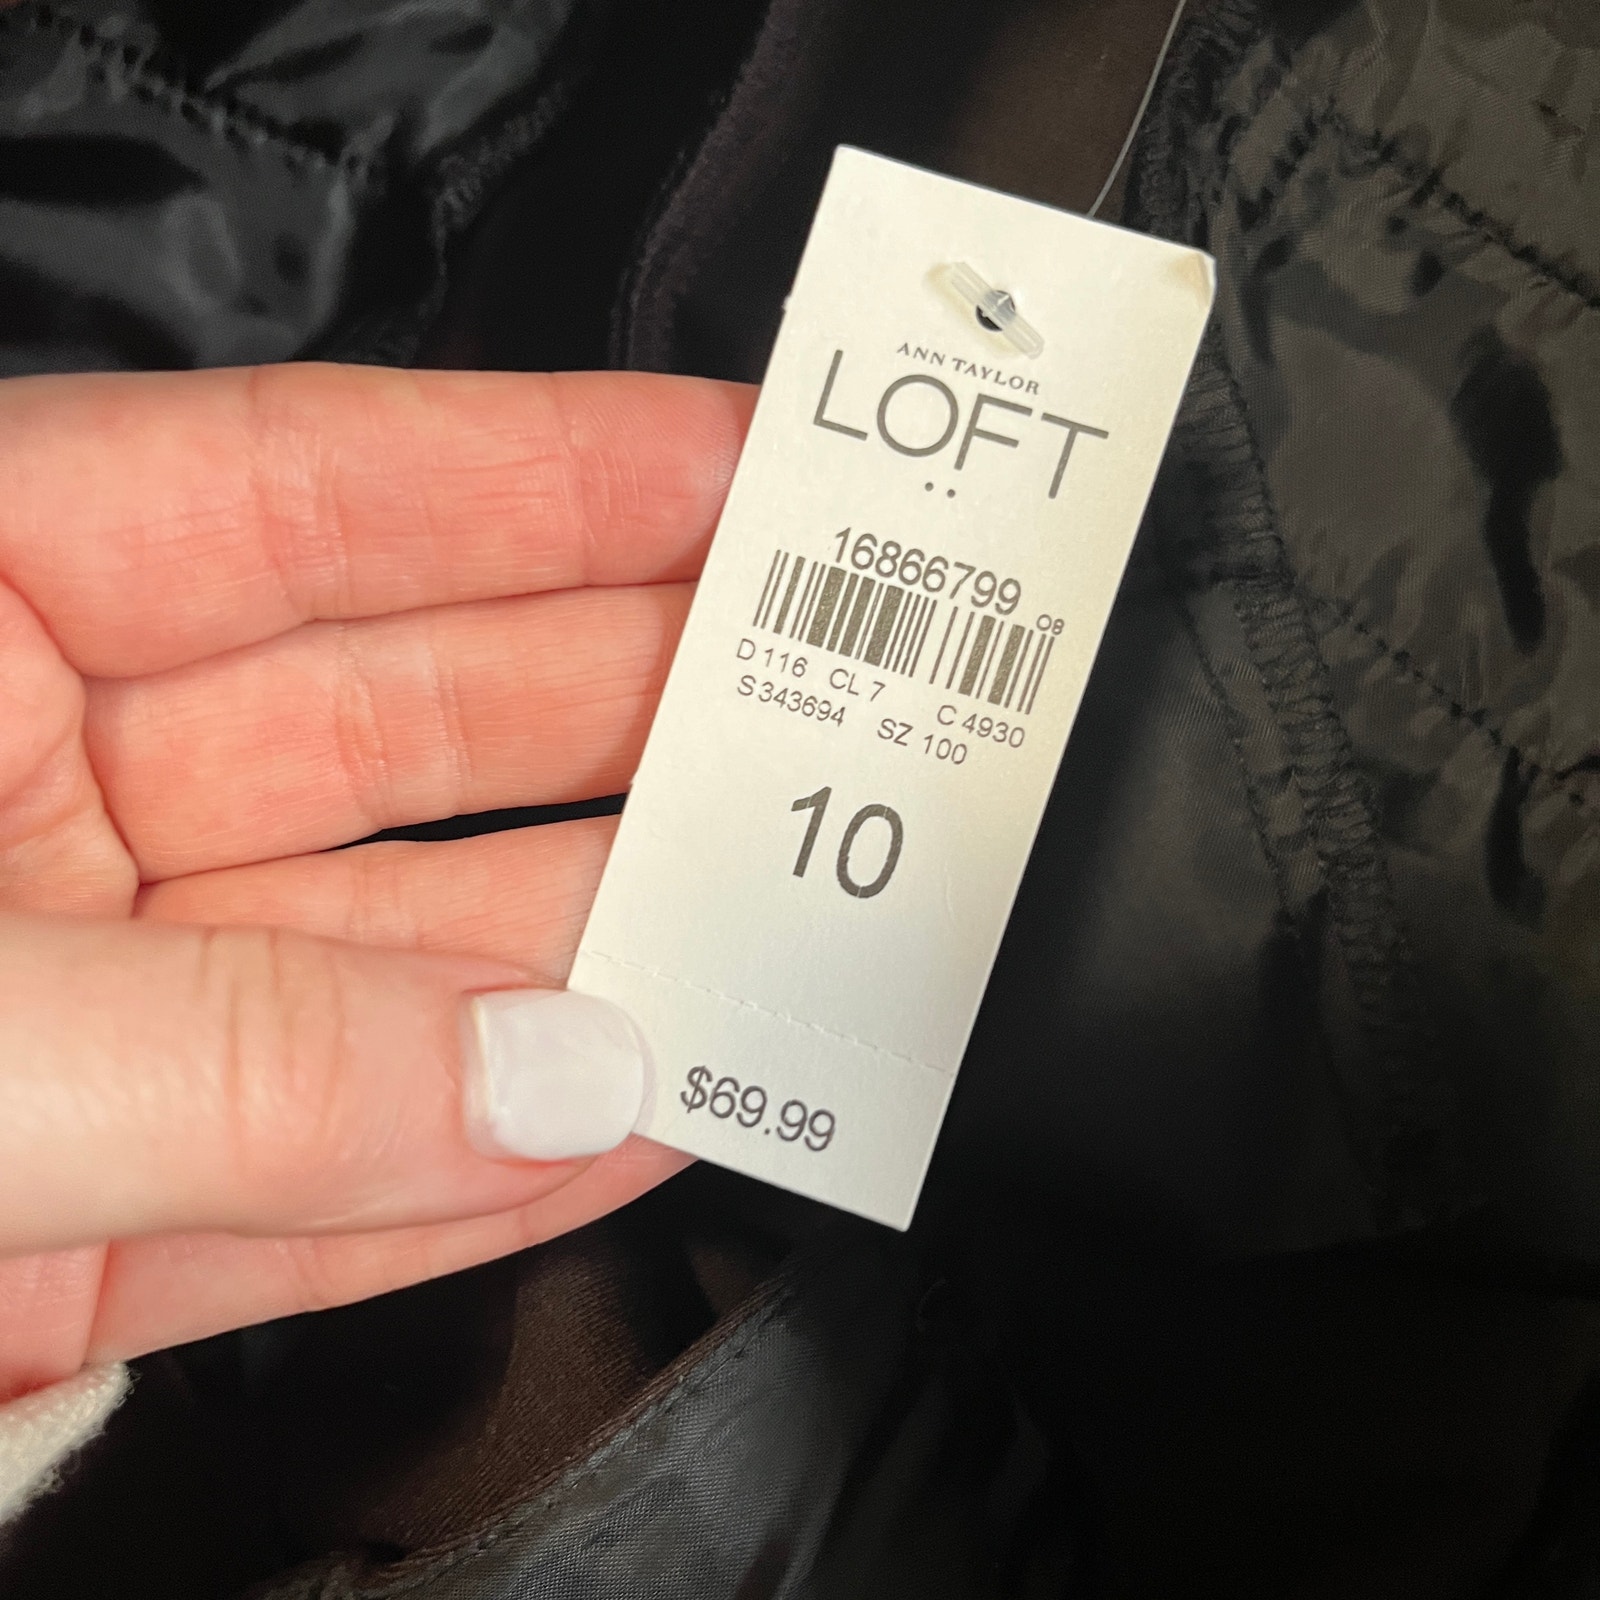 ANN TAYLOR
LOFT
16866799 08
D 116 CL 7 C 4930
S 343694 SZ 100
10
$69.99